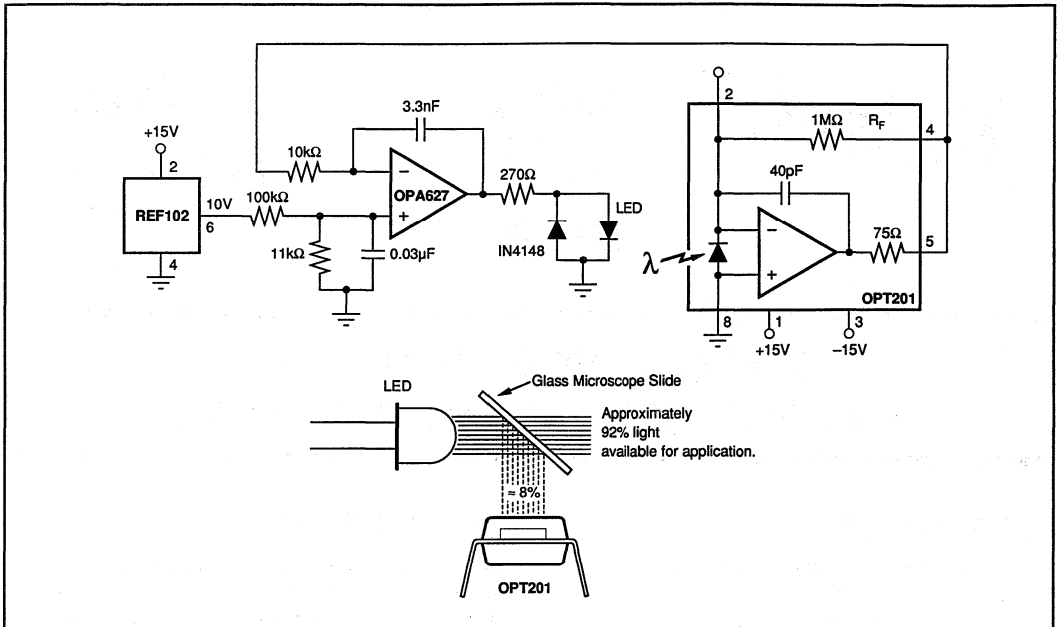 +15V
2
REF102
10V
6
4
100kΩ
11kΩ
0.03µF
10kΩ
3.3nF
−
+
OPA627
270Ω
IN4148
LED
2
1MΩ
RF
4
40pF
−
+
75Ω
5
λ
OPT201
8
1
3
+15V
−15V
LED
Glass Microscope Slide
Approximately
92% light
available for application.
≈ 8%
OPT201